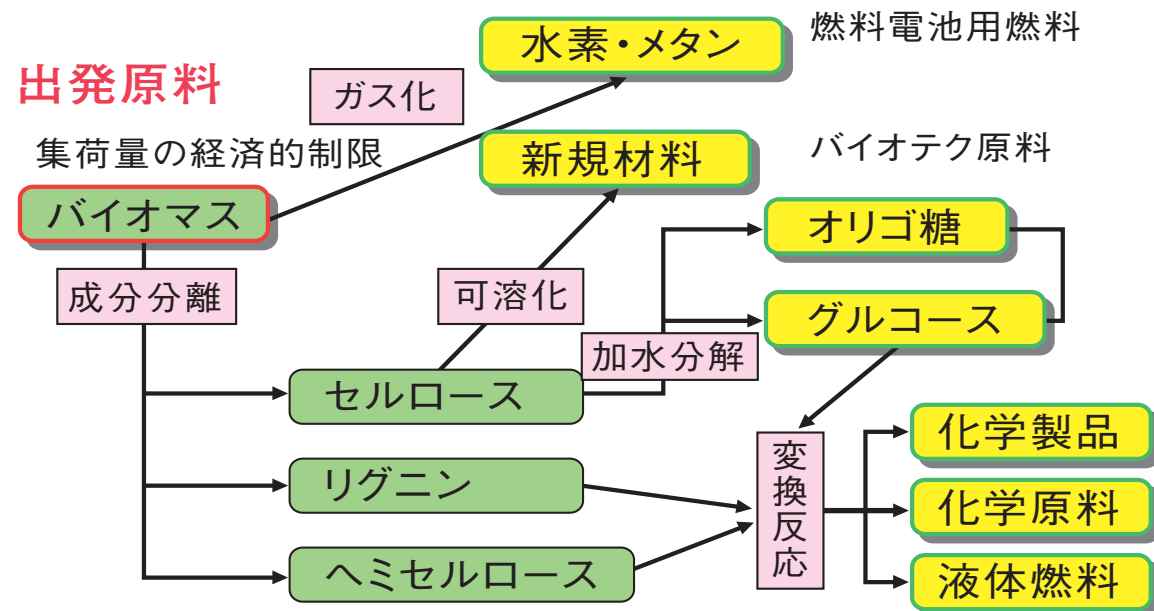 燃料電池用燃料
水素・メタン
出発原料
ガス化
集荷量の経済的制限
新規材料
バイオテク原料
バイオマス
オリゴ糖
成分分離
可溶化
グルコース
加水分解
セルロース
化学製品
変換反応
リグニン
化学原料
ヘミセルロース
液体燃料